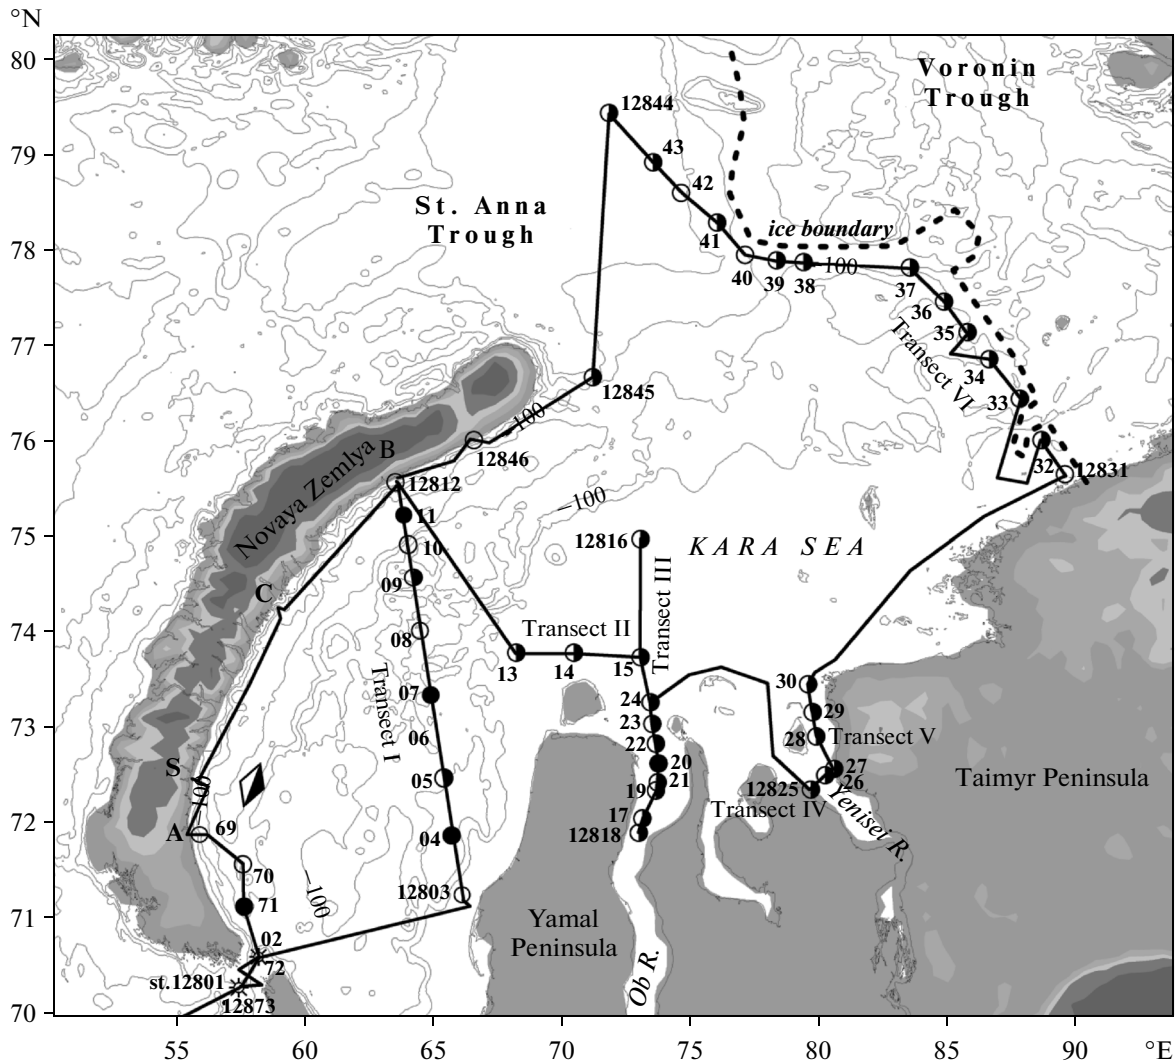 °N
80
Voronin
Trough
12844
79
43
42
St. Anna
Trough
41
ice boundary
78
40
39
38
–100
37
36
35
Transect VI
77
34
12845
33
–100
76
B
12846
32
12831
Novaya Zemlya
12812
–100
11
75
10
12816
KARA SEA
09
C
Transect III
08
74
Transect II
13
14
15
Transect I
07
24
30
73
23
29
06
22
28
Transect V
S
05
20
27
Taimyr Peninsula
–100
21
26
19
12825
72
A
69
17
Transect IV
Yenisei R.
04
12818
70
12803
–100
71
71
Yamal
Peninsula
02
72
Ob R.
st.12801
12873
70
55
60
65
70
75
80
85
90
°E